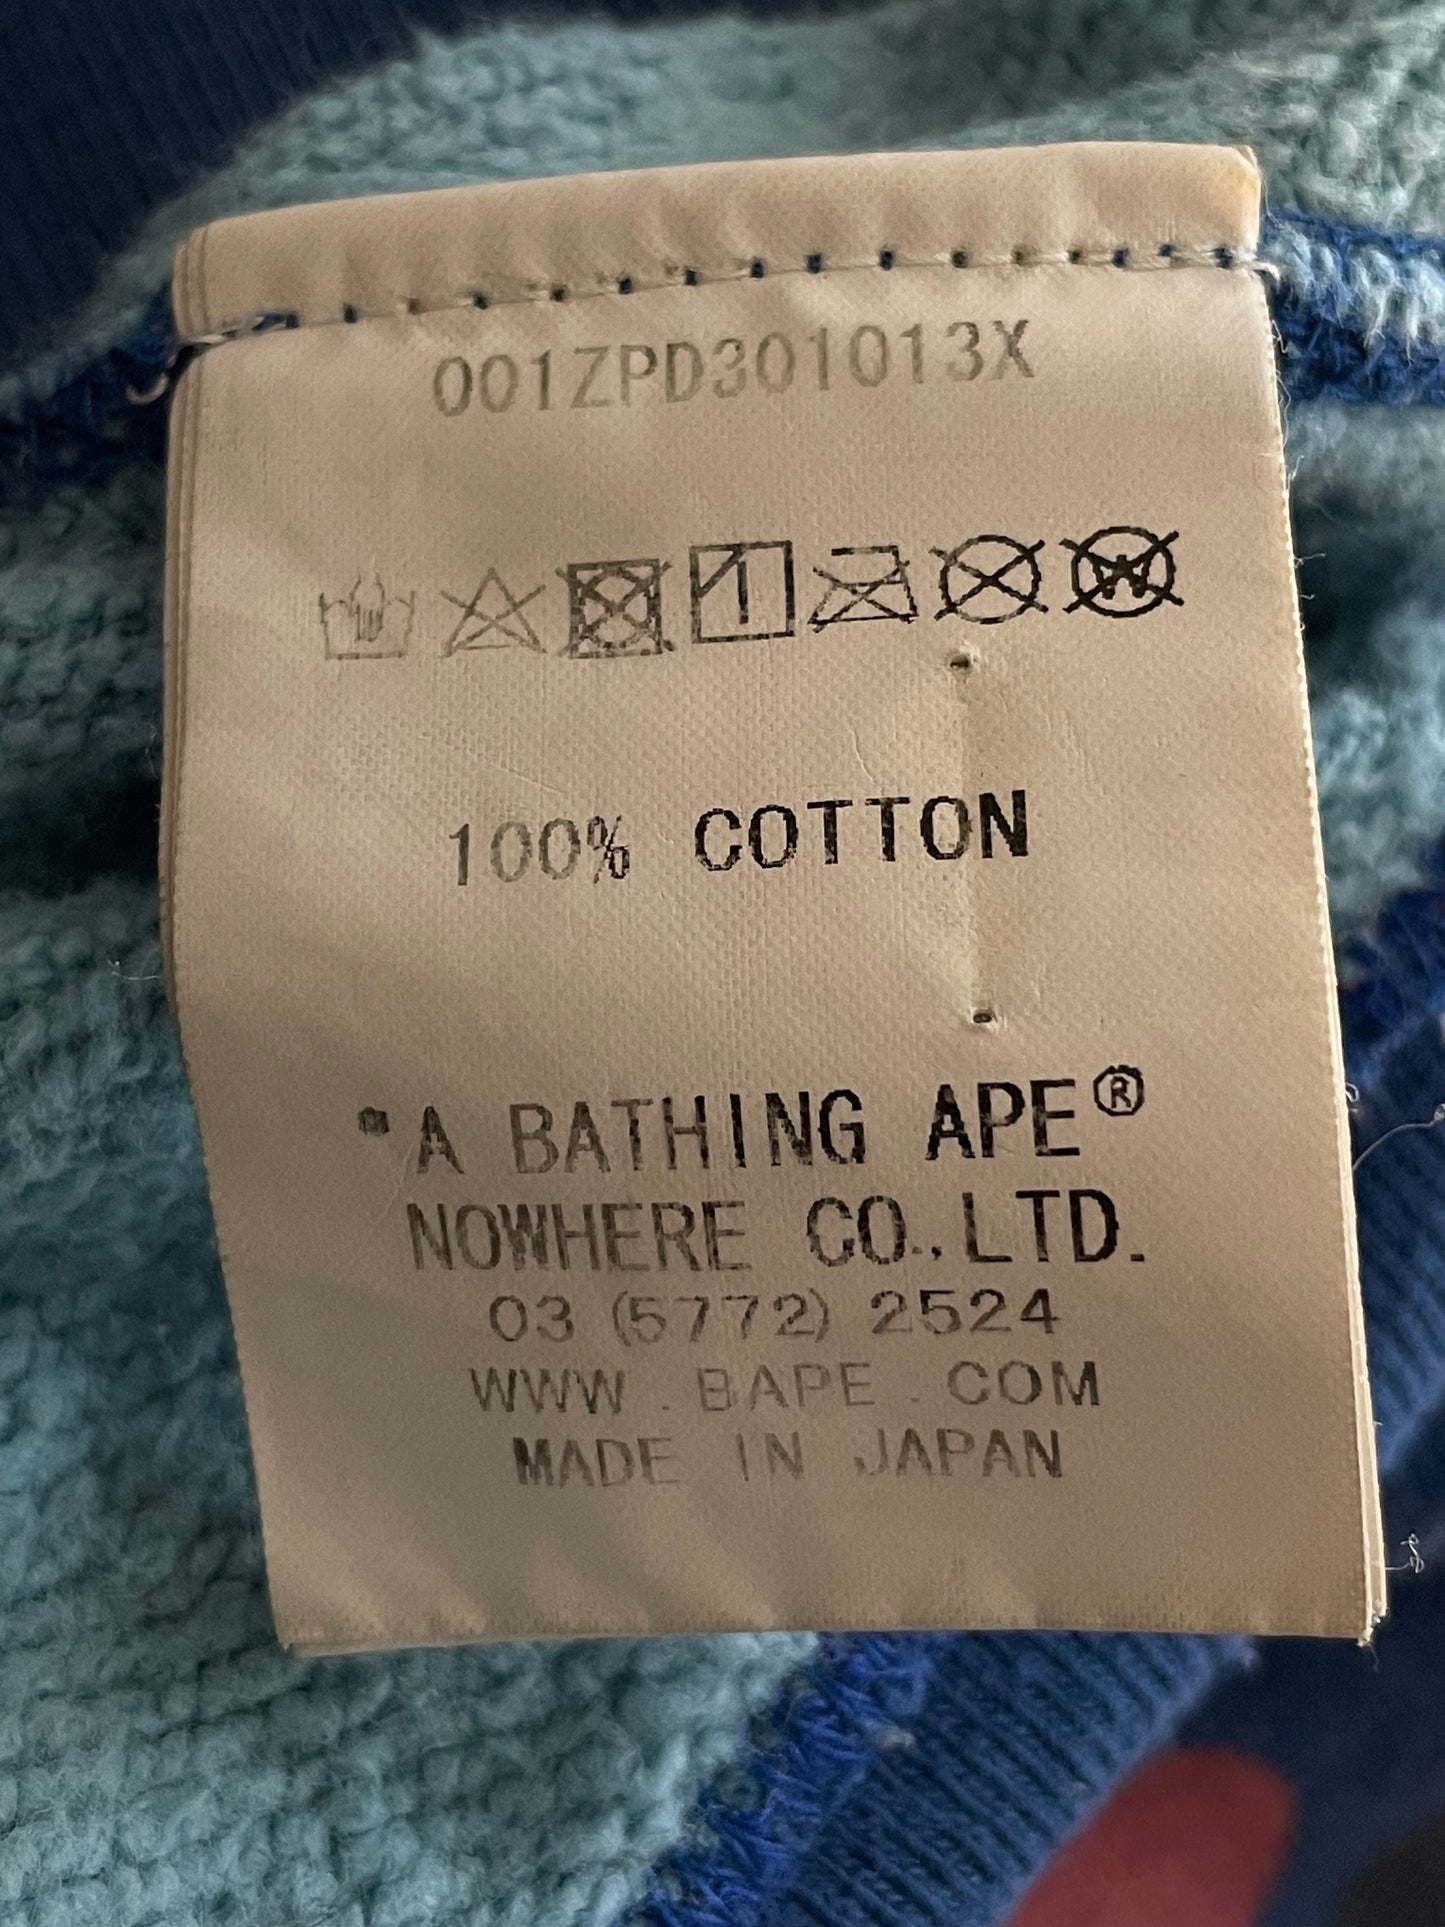 001ZPD301013X
W
100% COTTON
*A BATHING APE®
NOWHERE CO.,LTD.
03 (5772) 2524
WWW.BAPE.COM
MADE IN JAPAN